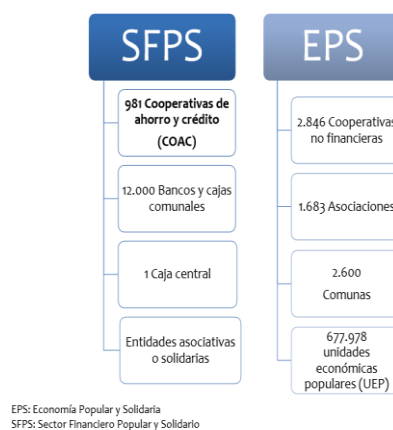 SFPS
981 Cooperativas de
ahorro y crédito
(COAC)
12.000 Bancos y cajas
comunales
1 Caja central
Entidades asociativas
o solidarias
EPS
2.846 Cooperativas
no financieras
1.683 Asociaciones
2.600
Comunas
677.978
unidades
económicas
populares (UEP)
EPS: Economía Popular y Solidaria
SFPS: Sector Financiero Popular y Solidario